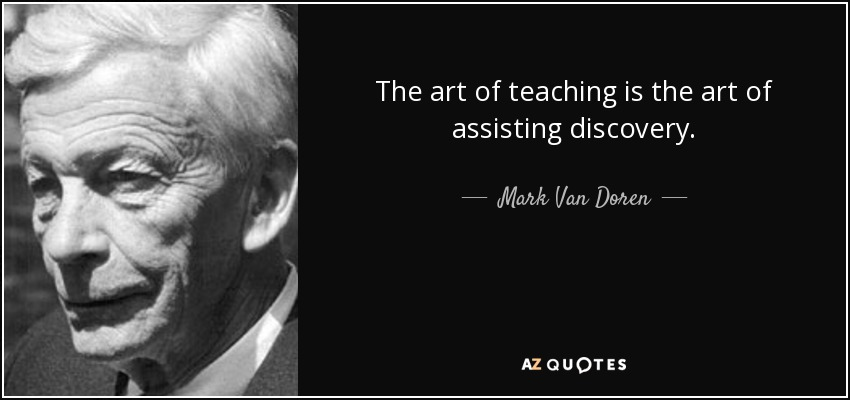 The art of teaching is the art of
assisting discovery.
Mark Van Doren
AZ QUOTES